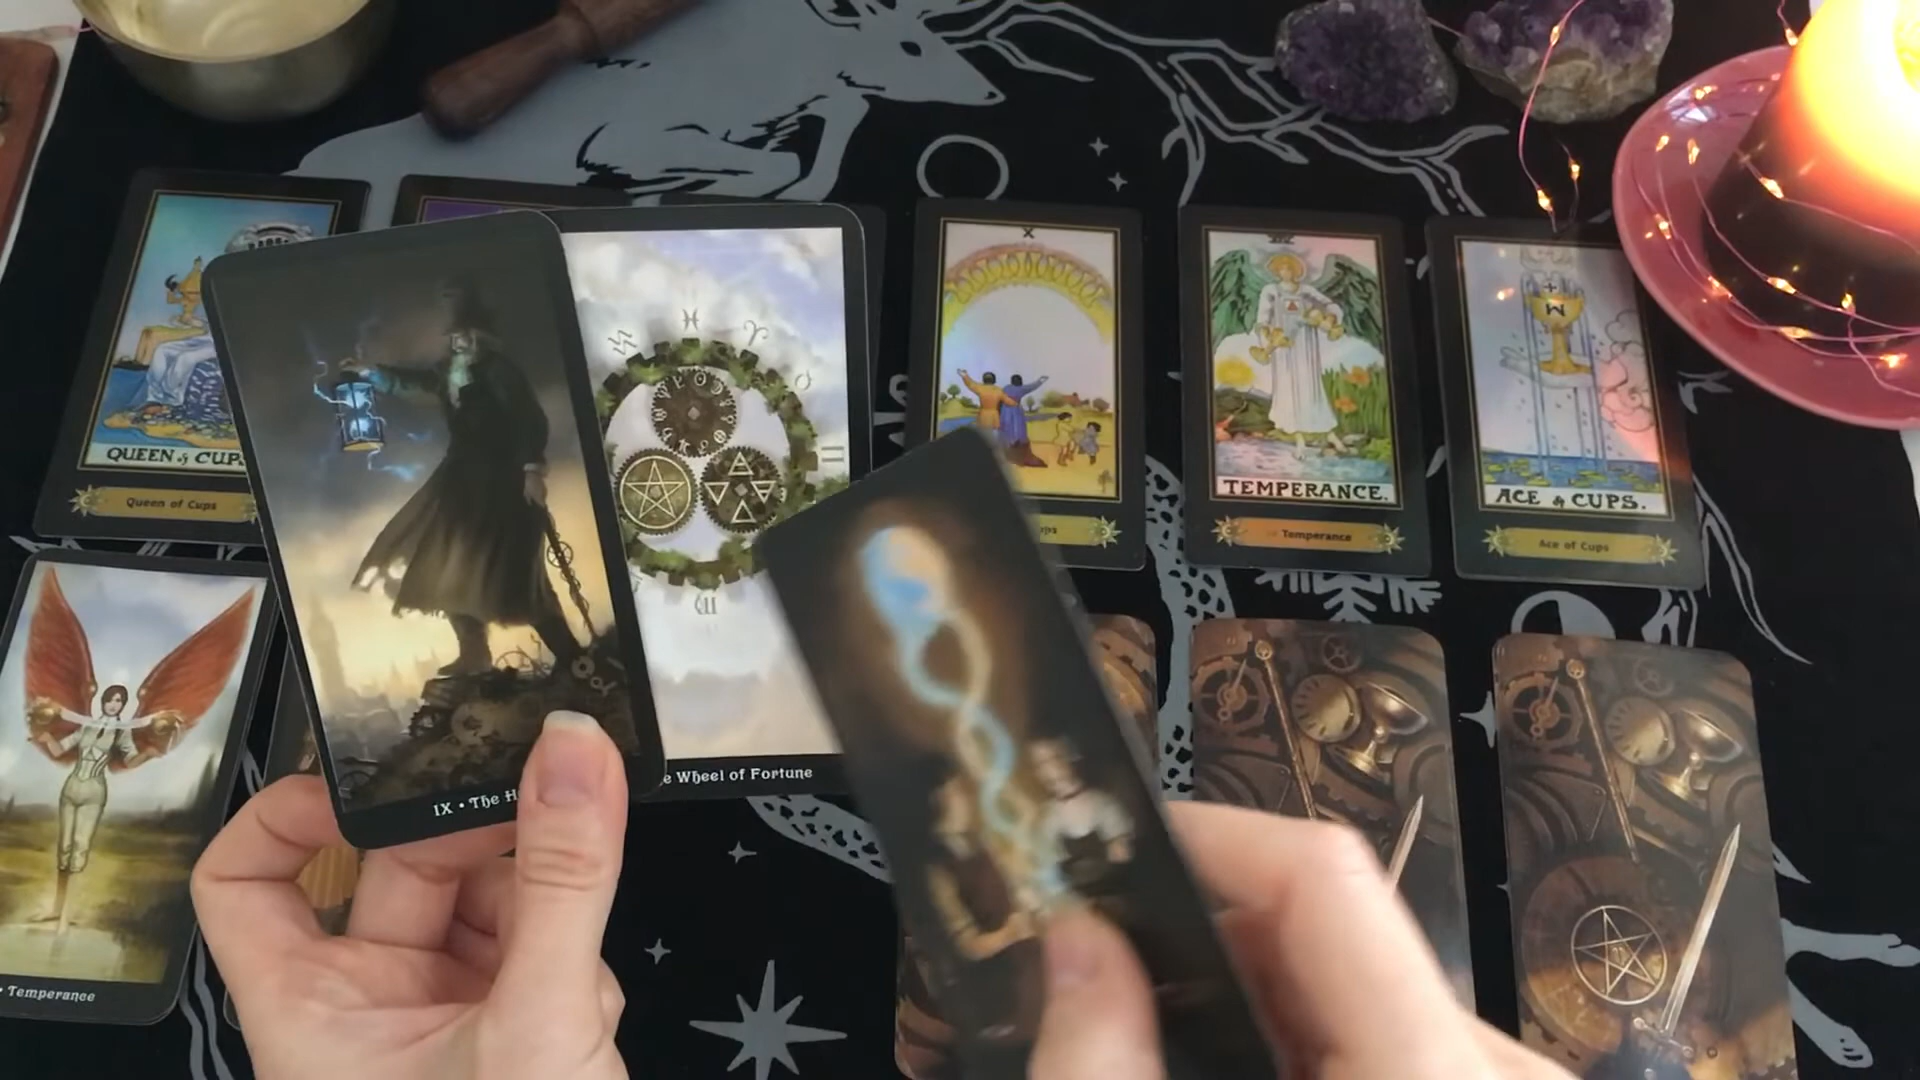 X
QUEEN of CUPS
Queen of Cups
TEMPERANCE.
Temperance
ACE of CUPS.
Ace of Cups
Wheel of Fortune
IX • The
Temperance